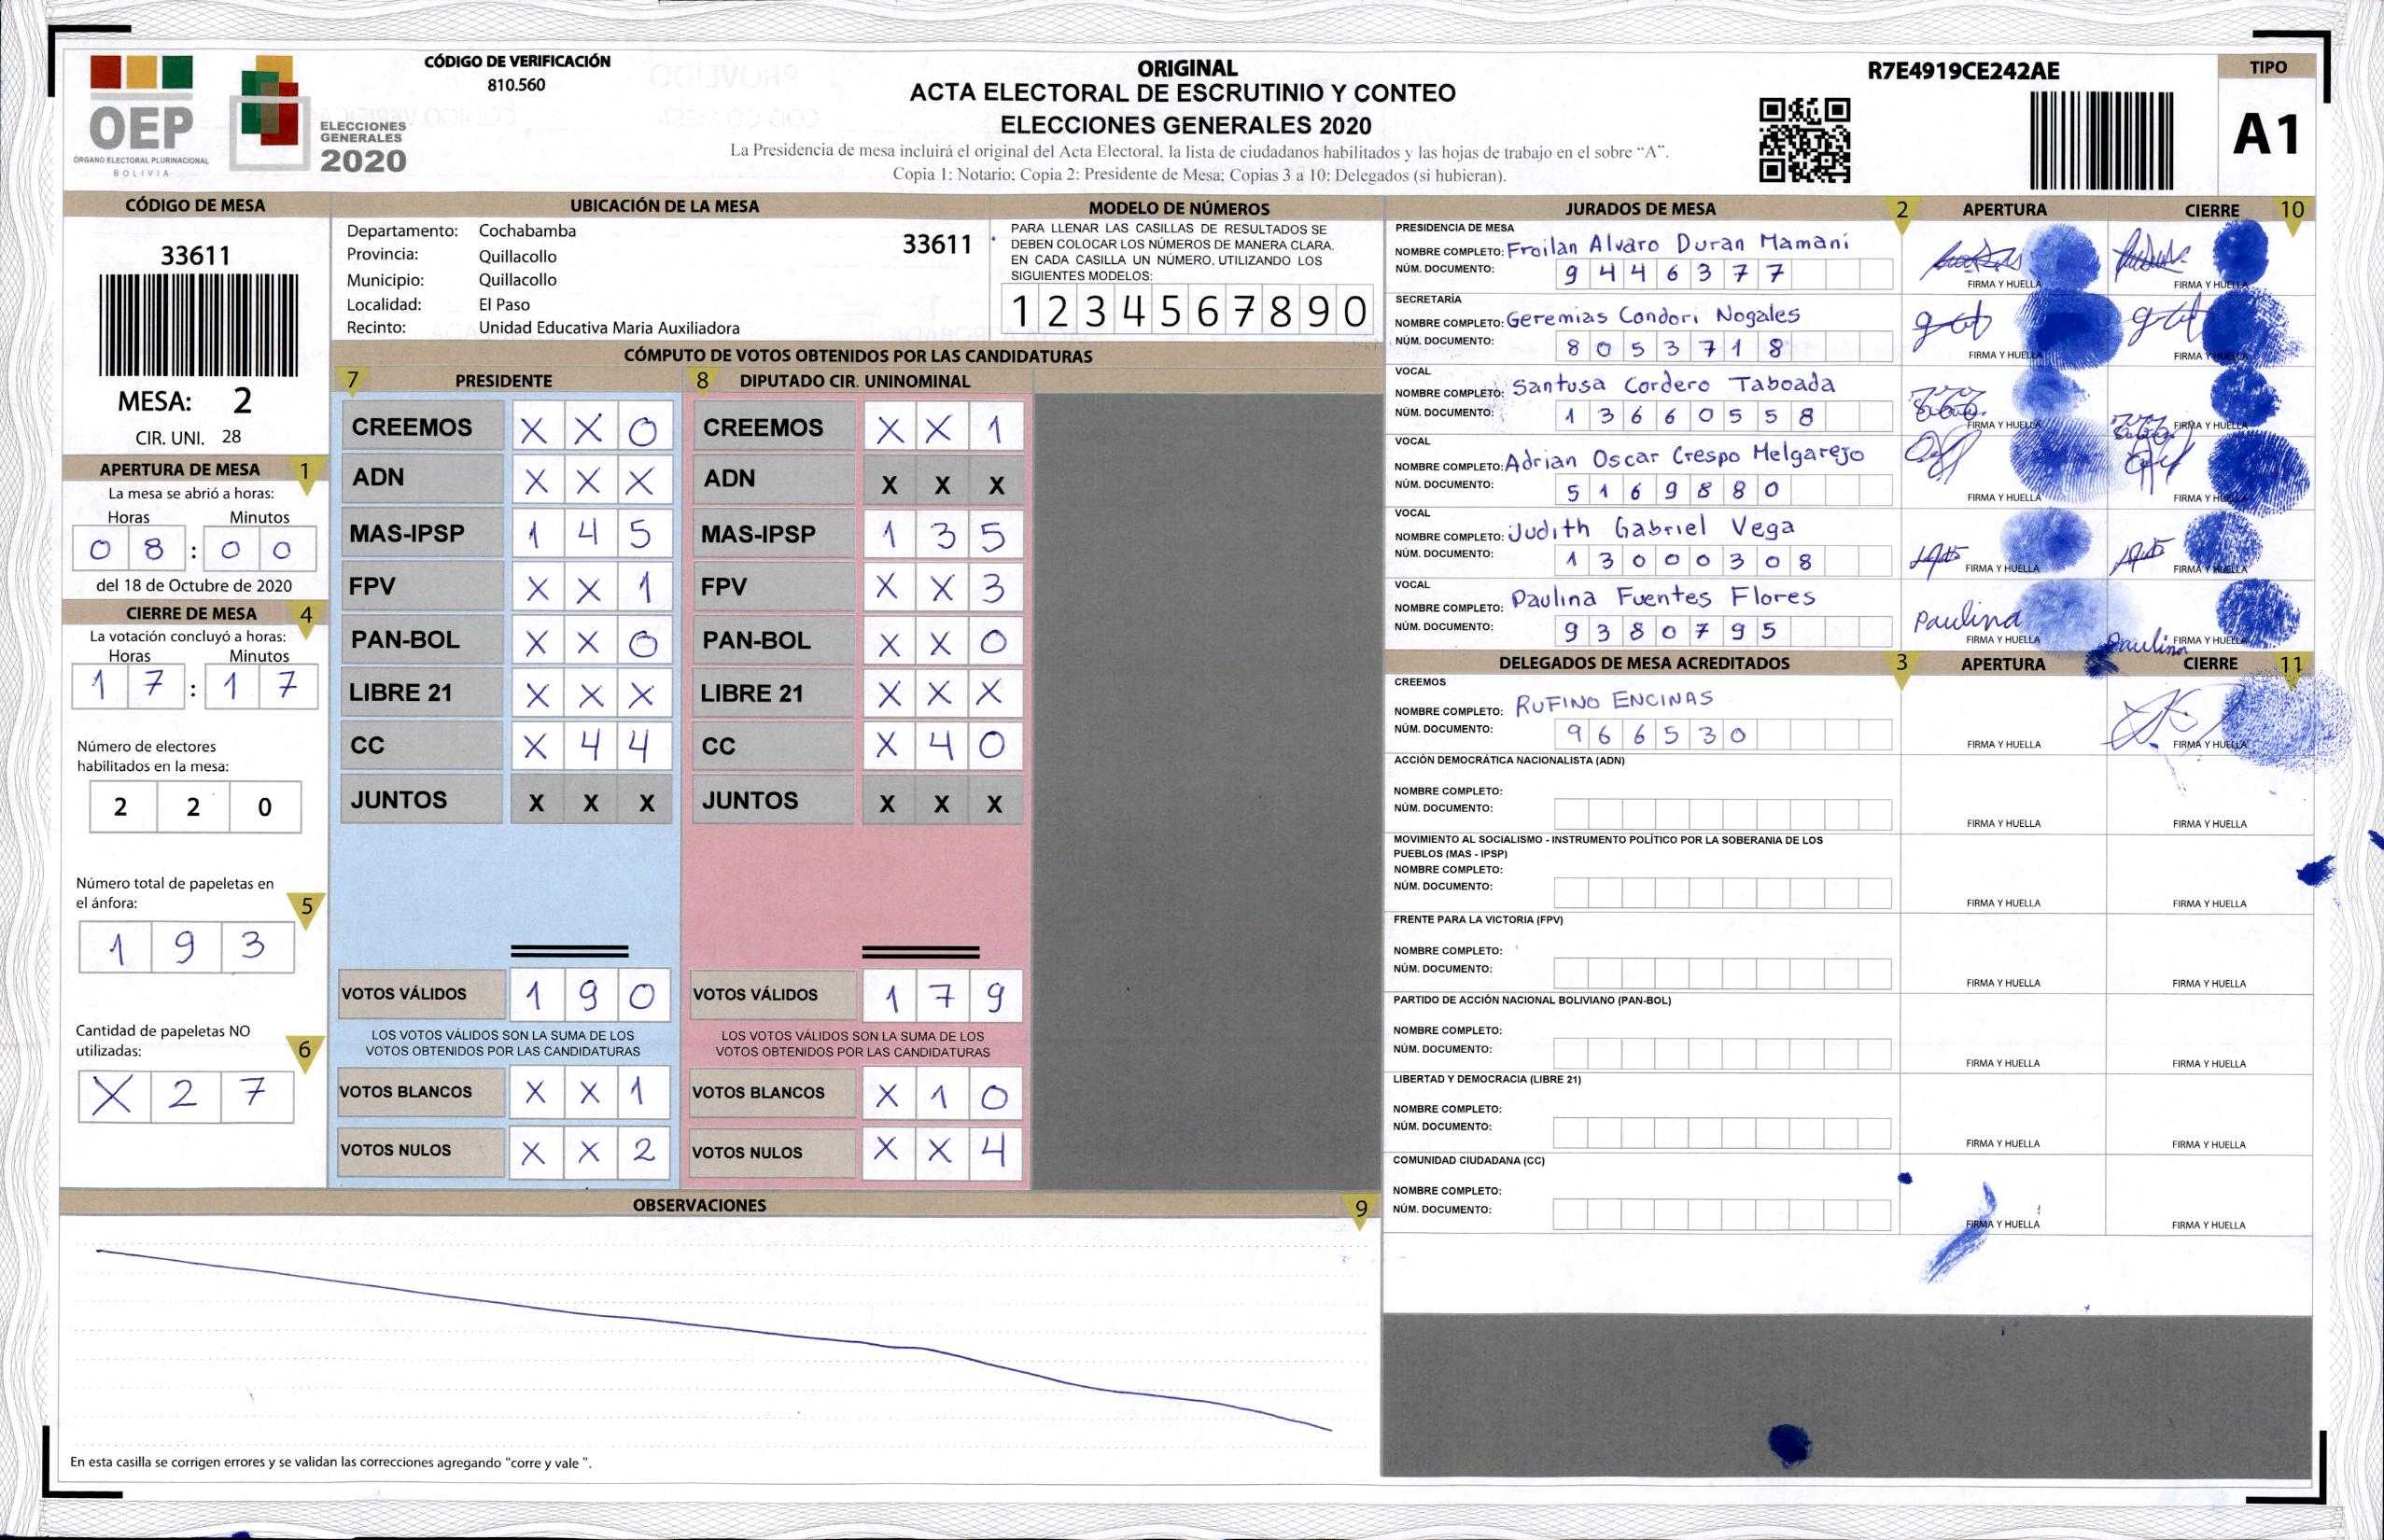 CÓDIGO DE VERIFICACIÓN
810.560
OEP
ÓRGANO ELECTORAL PLURINACIONAL
BOLIVIA
ELECCIONES
GENERALES
2020
ORIGINAL
ACTA ELECTORAL DE ESCRUTINIO Y CONTEO
ELECCIONES GENERALES 2020
La Presidencia de mesa incluirá el original del Acta Electoral, la lista de ciudadanos habilitados y las hojas de trabajo en el sobre “A”.
Copia 1: Notario; Copia 2: Presidente de Mesa; Copias 3 a 10: Delegados (si hubieran).
R7E4919CE242AE
TIPO
A1
CÓDIGO DE MESA
33611
MESA: 2
CIR. UNI. 28
APERTURA DE MESA 1
La mesa se abrió a horas:
Horas Minutos
0 8 : 0 0
del 18 de Octubre de 2020
CIERRE DE MESA 4
La votación concluyó a horas:
Horas Minutos
1 7 : 1 7
Número de electores
habilitados en la mesa:
2 2 0
Número total de papeletas en
el ánfora: 5
1 9 3
Cantidad de papeletas NO
utilizadas: 6
X 2 7
UBICACIÓN DE LA MESA
Departamento: Cochabamba 33611
Provincia: Quillacollo
Municipio: Quillacollo
Localidad: El Paso
Recinto: Unidad Educativa Maria Auxiliadora
MODELO DE NÚMEROS
PARA LLENAR LAS CASILLAS DE RESULTADOS SE
DEBEN COLOCAR LOS NÚMEROS DE MANERA CLARA.
EN CADA CASILLA UN NÚMERO, UTILIZANDO LOS
SIGUIENTES MODELOS:
1 2 3 4 5 6 7 8 9 0
CÓMPUTO DE VOTOS OBTENIDOS POR LAS CANDIDATURAS
7 PRESIDENTE
CREEMOS X X 0
ADN X X X
MAS-IPSP 1 4 5
FPV X X 1
PAN-BOL X X 0
LIBRE 21 X X X
CC X 4 4
JUNTOS X X X
VOTOS VÁLIDOS 1 9 0
LOS VOTOS VÁLIDOS SON LA SUMA DE LOS
VOTOS OBTENIDOS POR LAS CANDIDATURAS
VOTOS BLANCOS X X 1
VOTOS NULOS X X 2
8 DIPUTADO CIR. UNINOMINAL
CREEMOS X X 1
ADN X X X
MAS-IPSP 1 3 5
FPV X X 3
PAN-BOL X X 0
LIBRE 21 X X X
CC X 4 0
JUNTOS X X X
VOTOS VÁLIDOS 1 7 9
LOS VOTOS VÁLIDOS SON LA SUMA DE LOS
VOTOS OBTENIDOS POR LAS CANDIDATURAS
VOTOS BLANCOS X 1 0
VOTOS NULOS X X 4
OBSERVACIONES 9
En esta casilla se corrigen errores y se validan las correcciones agregando “corre y vale ”.
JURADOS DE MESA 2 APERTURA CIERRE 10
PRESIDENCIA DE MESA
NOMBRE COMPLETO: Froilan Alvaro Duran Mamani
NÚM. DOCUMENTO: 9 4 4 6 3 7 7
FIRMA Y HUELLA FIRMA Y HUELLA
SECRETARÍA
NOMBRE COMPLETO: Geremias Condori Nogales
NÚM. DOCUMENTO: 8 0 5 3 7 1 8
FIRMA Y HUELLA FIRMA Y HUELLA
VOCAL
NOMBRE COMPLETO: Santusa Cordero Taboada
NÚM. DOCUMENTO: 1 3 6 6 0 5 5 8
FIRMA Y HUELLA FIRMA Y HUELLA
VOCAL
NOMBRE COMPLETO: Adrian Oscar Crespo Melgarejo
NÚM. DOCUMENTO: 5 1 6 9 8 8 0
FIRMA Y HUELLA FIRMA Y HUELLA
VOCAL
NOMBRE COMPLETO: Judith Gabriel Vega
NÚM. DOCUMENTO: 1 3 0 0 0 3 0 8
FIRMA Y HUELLA FIRMA Y HUELLA
VOCAL
NOMBRE COMPLETO: Paulina Fuentes Flores
NÚM. DOCUMENTO: 9 3 8 0 7 9 5
Paulina Paulina
FIRMA Y HUELLA FIRMA Y HUELLA
DELEGADOS DE MESA ACREDITADOS 3 APERTURA CIERRE 11
CREEMOS
NOMBRE COMPLETO: RUFINO ENCINAS
NÚM. DOCUMENTO: 9 6 6 5 3 0
FIRMA Y HUELLA FIRMA Y HUELLA
ACCIÓN DEMOCRÁTICA NACIONALISTA (ADN)
NOMBRE COMPLETO:
NÚM. DOCUMENTO:
FIRMA Y HUELLA FIRMA Y HUELLA
MOVIMIENTO AL SOCIALISMO - INSTRUMENTO POLÍTICO POR LA SOBERANIA DE LOS
PUEBLOS (MAS - IPSP)
NOMBRE COMPLETO:
NÚM. DOCUMENTO:
FIRMA Y HUELLA FIRMA Y HUELLA
FRENTE PARA LA VICTORIA (FPV)
NOMBRE COMPLETO:
NÚM. DOCUMENTO:
FIRMA Y HUELLA FIRMA Y HUELLA
PARTIDO DE ACCIÓN NACIONAL BOLIVIANO (PAN-BOL)
NOMBRE COMPLETO:
NÚM. DOCUMENTO:
FIRMA Y HUELLA FIRMA Y HUELLA
LIBERTAD Y DEMOCRACIA (LIBRE 21)
NOMBRE COMPLETO:
NÚM. DOCUMENTO:
FIRMA Y HUELLA FIRMA Y HUELLA
COMUNIDAD CIUDADANA (CC)
NOMBRE COMPLETO:
NÚM. DOCUMENTO:
FIRMA Y HUELLA FIRMA Y HUELLA